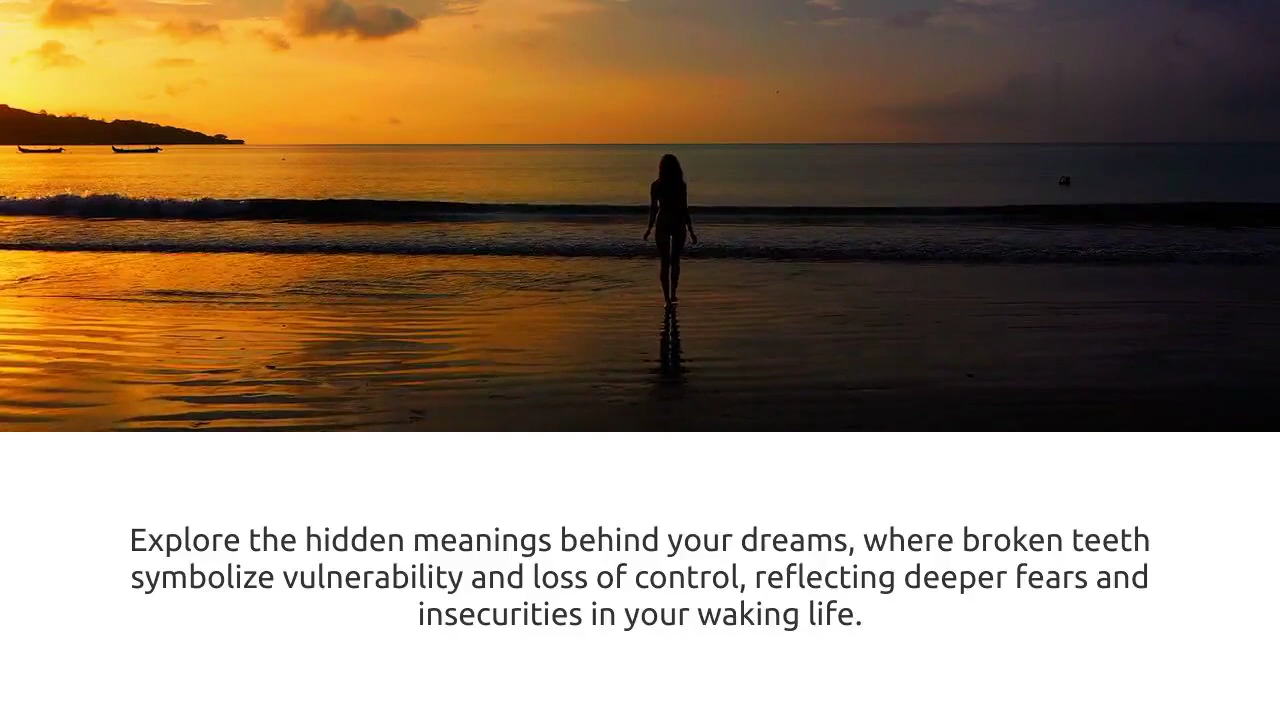 Explore the hidden meanings behind your dreams, where broken teeth
symbolize vulnerability and loss of control, reflecting deeper fears and
insecurities in your waking life.